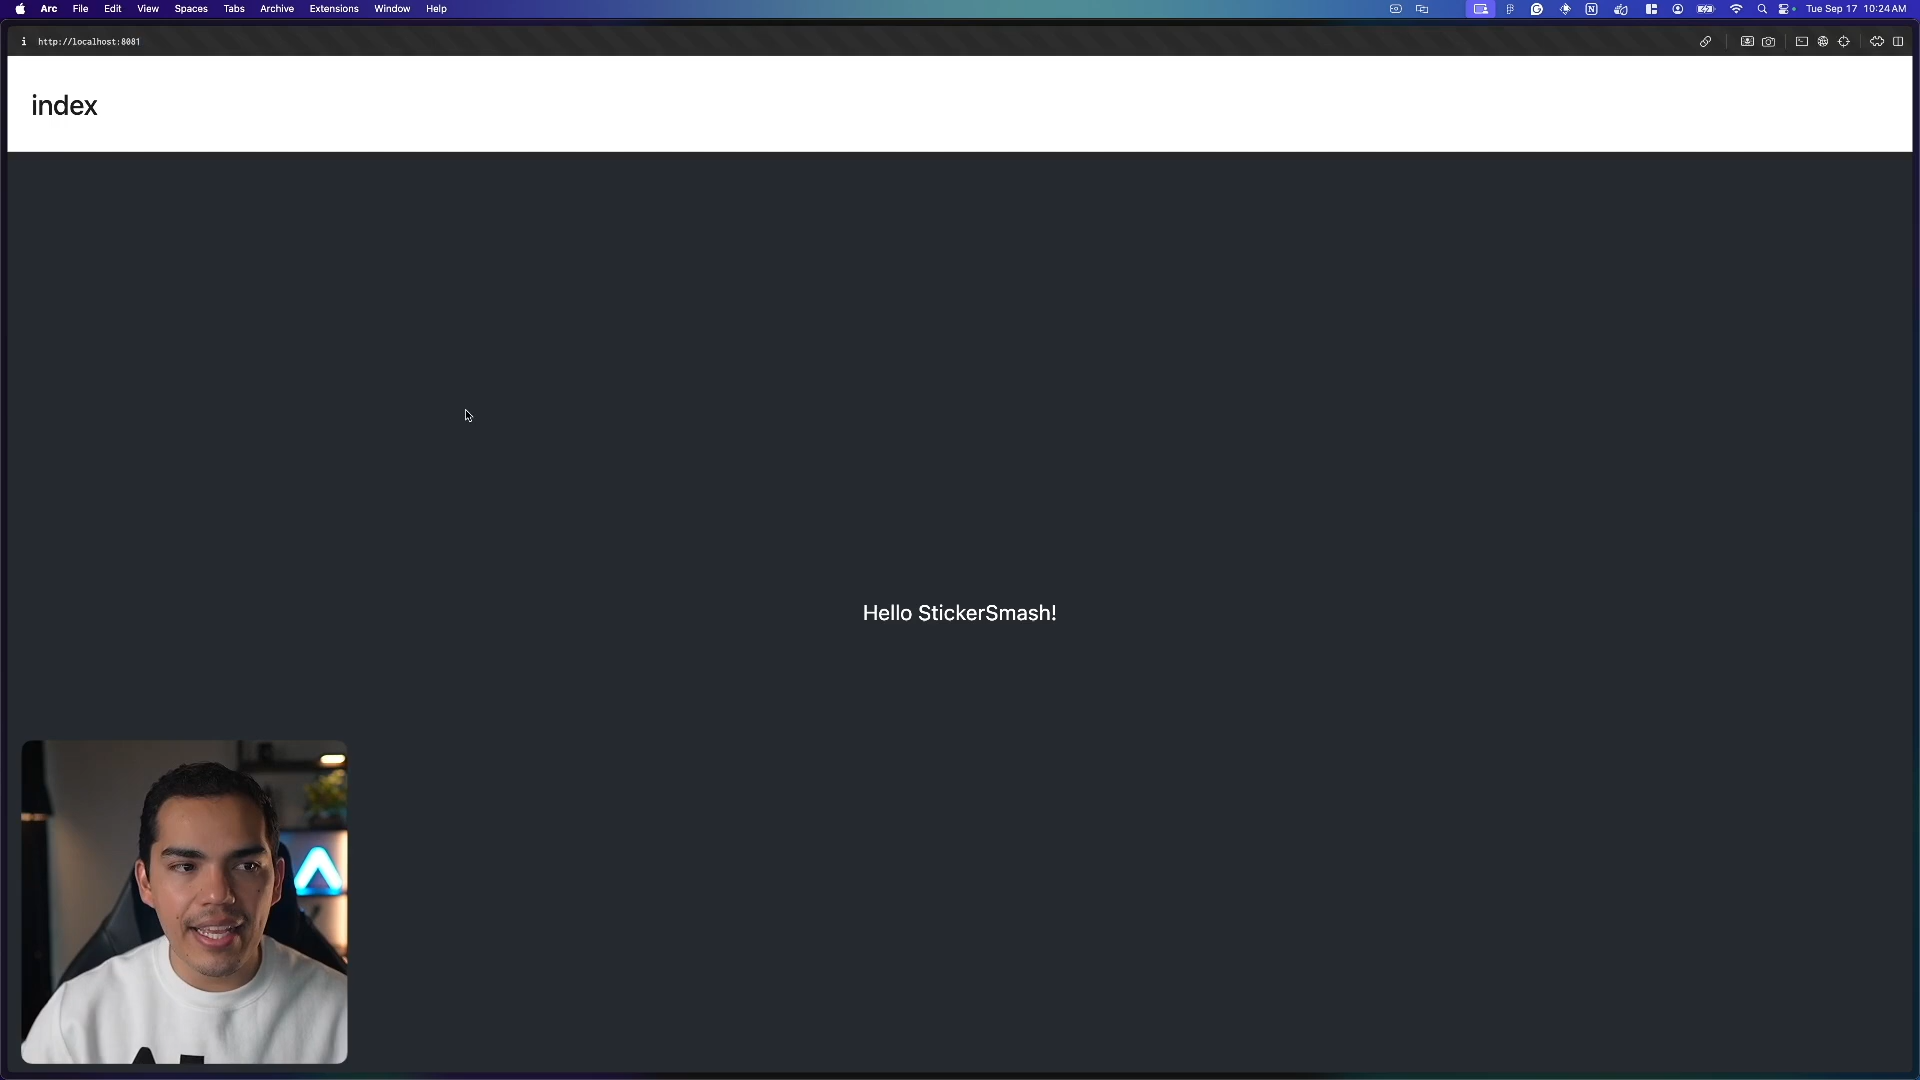 Arc File Edit View Spaces Tabs Archive Extensions Window Help Tue Sep 17 10:24 AM
http://localhost:8081
index
Hello StickerSmash!